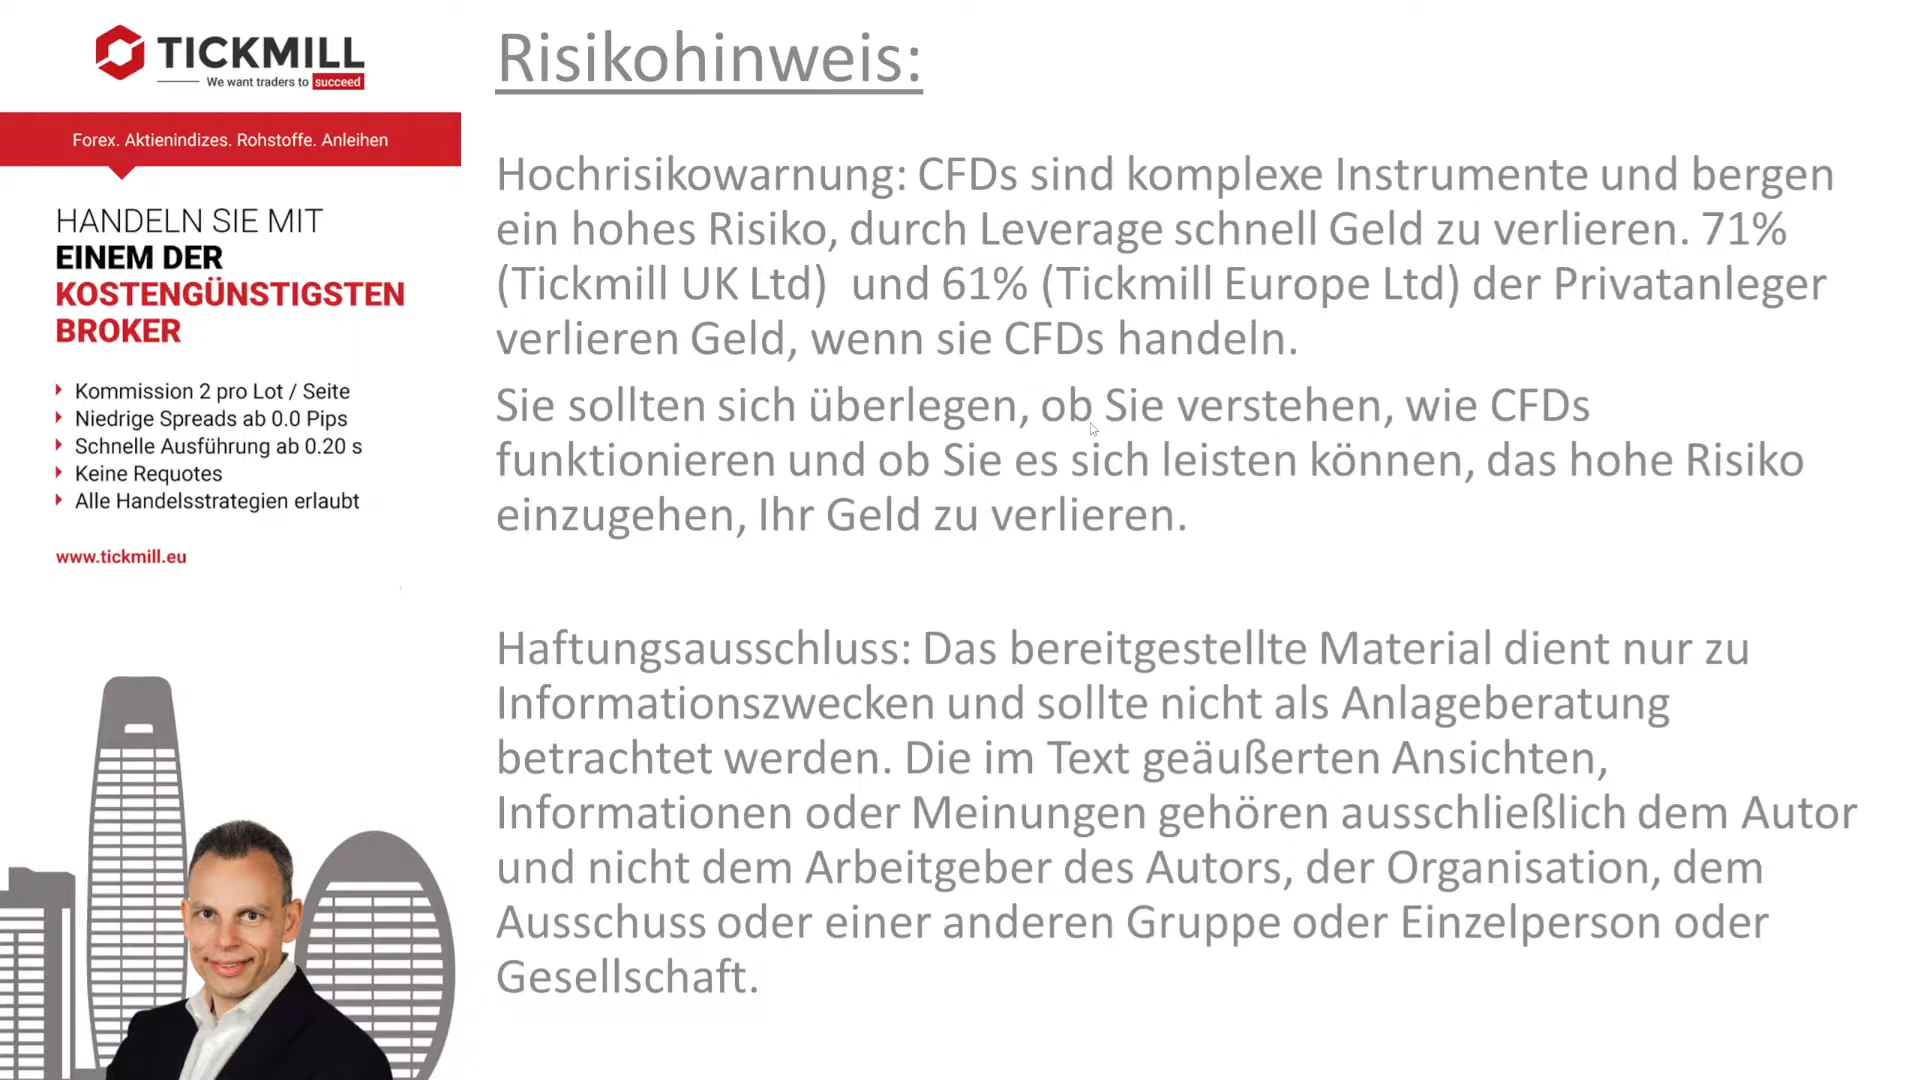 TICKMILL
We want traders to succeed
Forex. Aktienindizes. Rohstoffe. Anleihen
HANDELN SIE MIT
EINEM DER
KOSTENGÜNSTIGSTEN
BROKER
Kommission 2 pro Lot / Seite
Niedrige Spreads ab 0.0 Pips
Schnelle Ausführung ab 0.20 s
Keine Requotes
Alle Handelsstrategien erlaubt
www.tickmill.eu
Risikohinweis:
Hochrisikowarnung: CFDs sind komplexe Instrumente und bergen
ein hohes Risiko, durch Leverage schnell Geld zu verlieren. 71%
(Tickmill UK Ltd)  und 61% (Tickmill Europe Ltd) der Privatanleger
verlieren Geld, wenn sie CFDs handeln.
Sie sollten sich überlegen, ob Sie verstehen, wie CFDs
funktionieren und ob Sie es sich leisten können, das hohe Risiko
einzugehen, Ihr Geld zu verlieren.
Haftungsausschluss: Das bereitgestellte Material dient nur zu
Informationszwecken und sollte nicht als Anlageberatung
betrachtet werden. Die im Text geäußerten Ansichten,
Informationen oder Meinungen gehören ausschließlich dem Autor
und nicht dem Arbeitgeber des Autors, der Organisation, dem
Ausschuss oder einer anderen Gruppe oder Einzelperson oder
Gesellschaft.